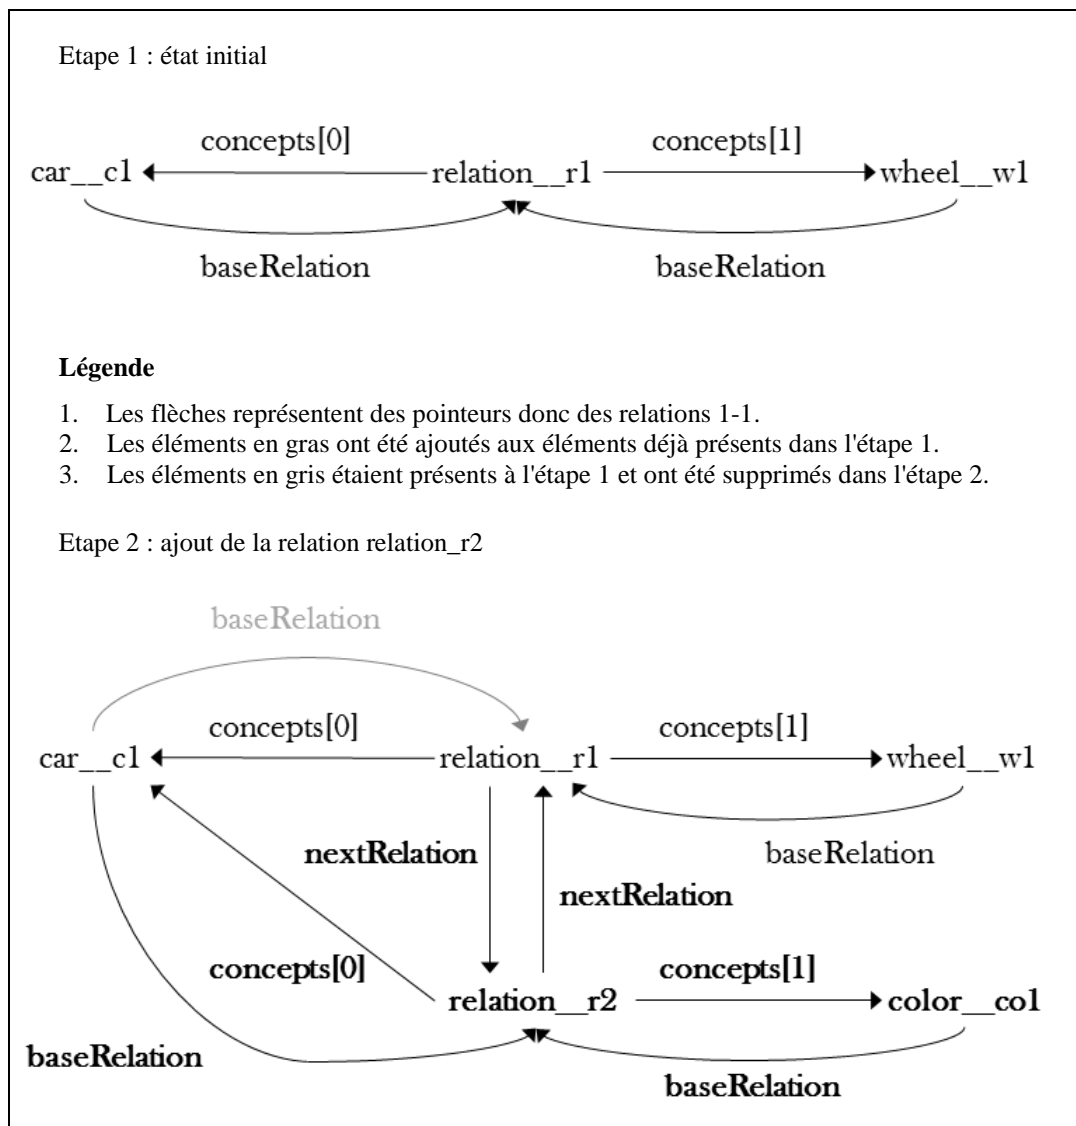 Etape 1 : état initial
concepts[0] concepts[1]
car__c1 relation__r1 wheel__w1
baseRelation baseRelation
Légende
1. Les flèches représentent des pointeurs donc des relations 1-1.
2. Les éléments en gras ont été ajoutés aux éléments déjà présents dans l'étape 1.
3. Les éléments en gris étaient présents à l'étape 1 et ont été supprimés dans l'étape 2.
Etape 2 : ajout de la relation relation_r2
baseRelation
concepts[0] concepts[1]
car__c1 relation__r1 wheel__w1
nextRelation baseRelation
nextRelation
concepts[0] concepts[1]
relation__r2 color__co1
baseRelation
baseRelation